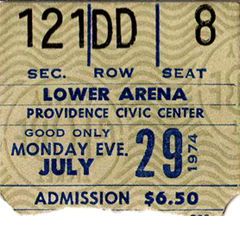 121 DD 8
SEC. ROW SEAT
LOWER ARENA
PROVIDENCE CIVIC CENTER
GOOD ONLY
MONDAY EVE.
JULY 29 1974
ADMISSION $6.50